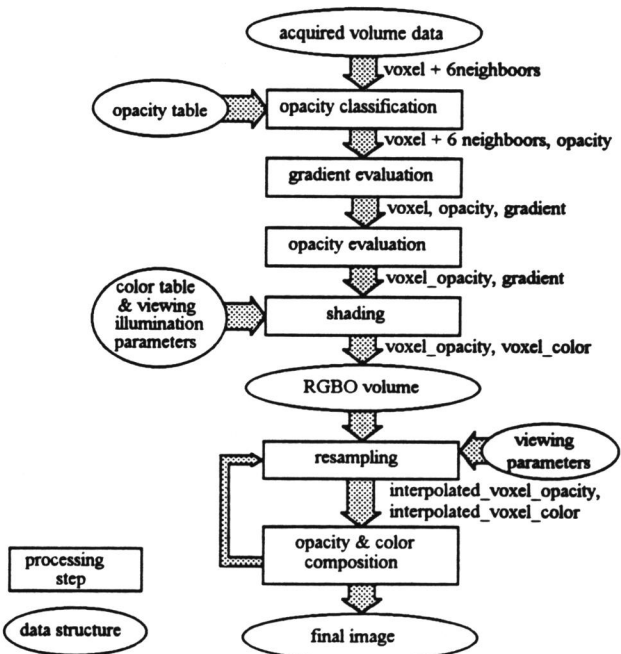 acquired volume data
voxel + 6neighboors
opacity table
opacity classification
voxel + 6 neighboors, opacity
gradient evaluation
voxel, opacity, gradient
opacity evaluation
voxel_opacity, gradient
color table
& viewing
illumination
parameters
shading
voxel_opacity, voxel_color
RGBO volume
resampling
viewing
parameters
interpolated_voxel_opacity,
interpolated_voxel_color
opacity & color
composition
processing
step
data structure
final image